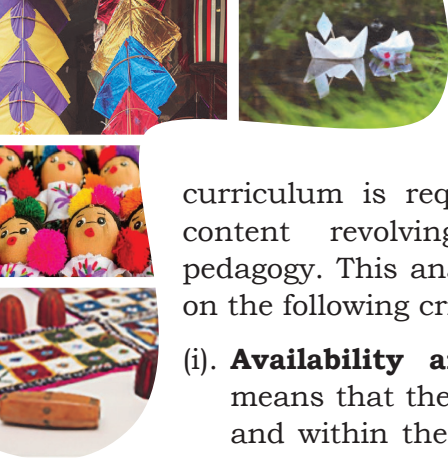 curriculum is req
content revolving
pedagogy. This an
on the following cr
(i). Availability a
means that the
and within the